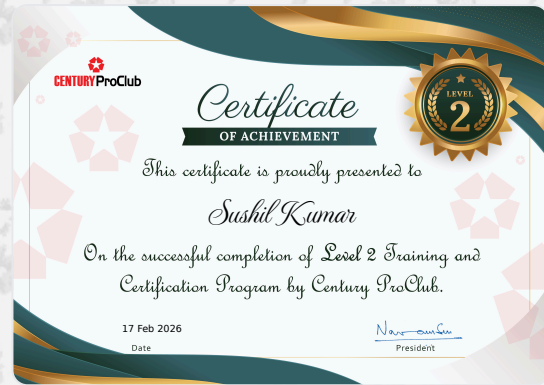 CENTURY ProClub
LEVEL
2
Certificate
OF ACHIEVEMENT
This certificate is proudly presented to
Sushil Kumar
On the successful completion of Level 2 Training and
Certification Program by Century ProClub.
17 Feb 2026
Date
President